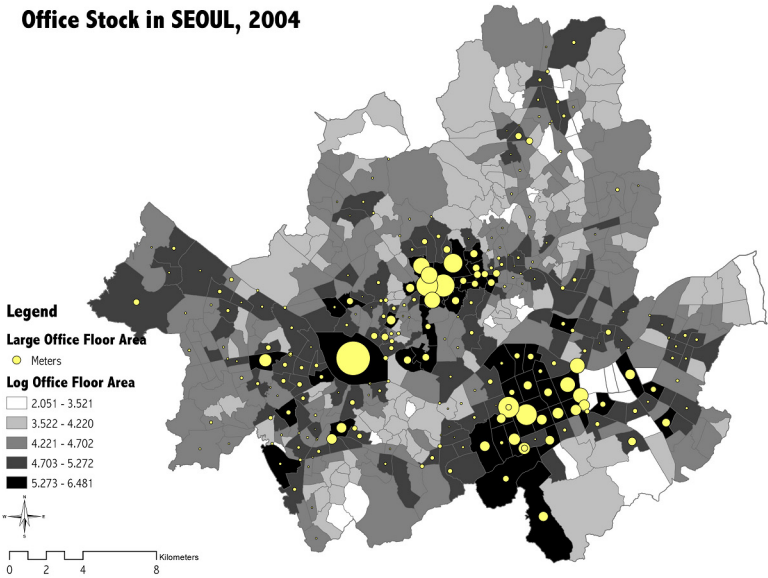 Office Stock in SEOUL, 2004
Legend
Large Office Floor Area
Meters
Log Office Floor Area
2.051 - 3.521
3.522 - 4.220
4.221 - 4.702
4.703 - 5.272
5.273 - 6.481
N
W E
S
Kilometers
0 2 4 8